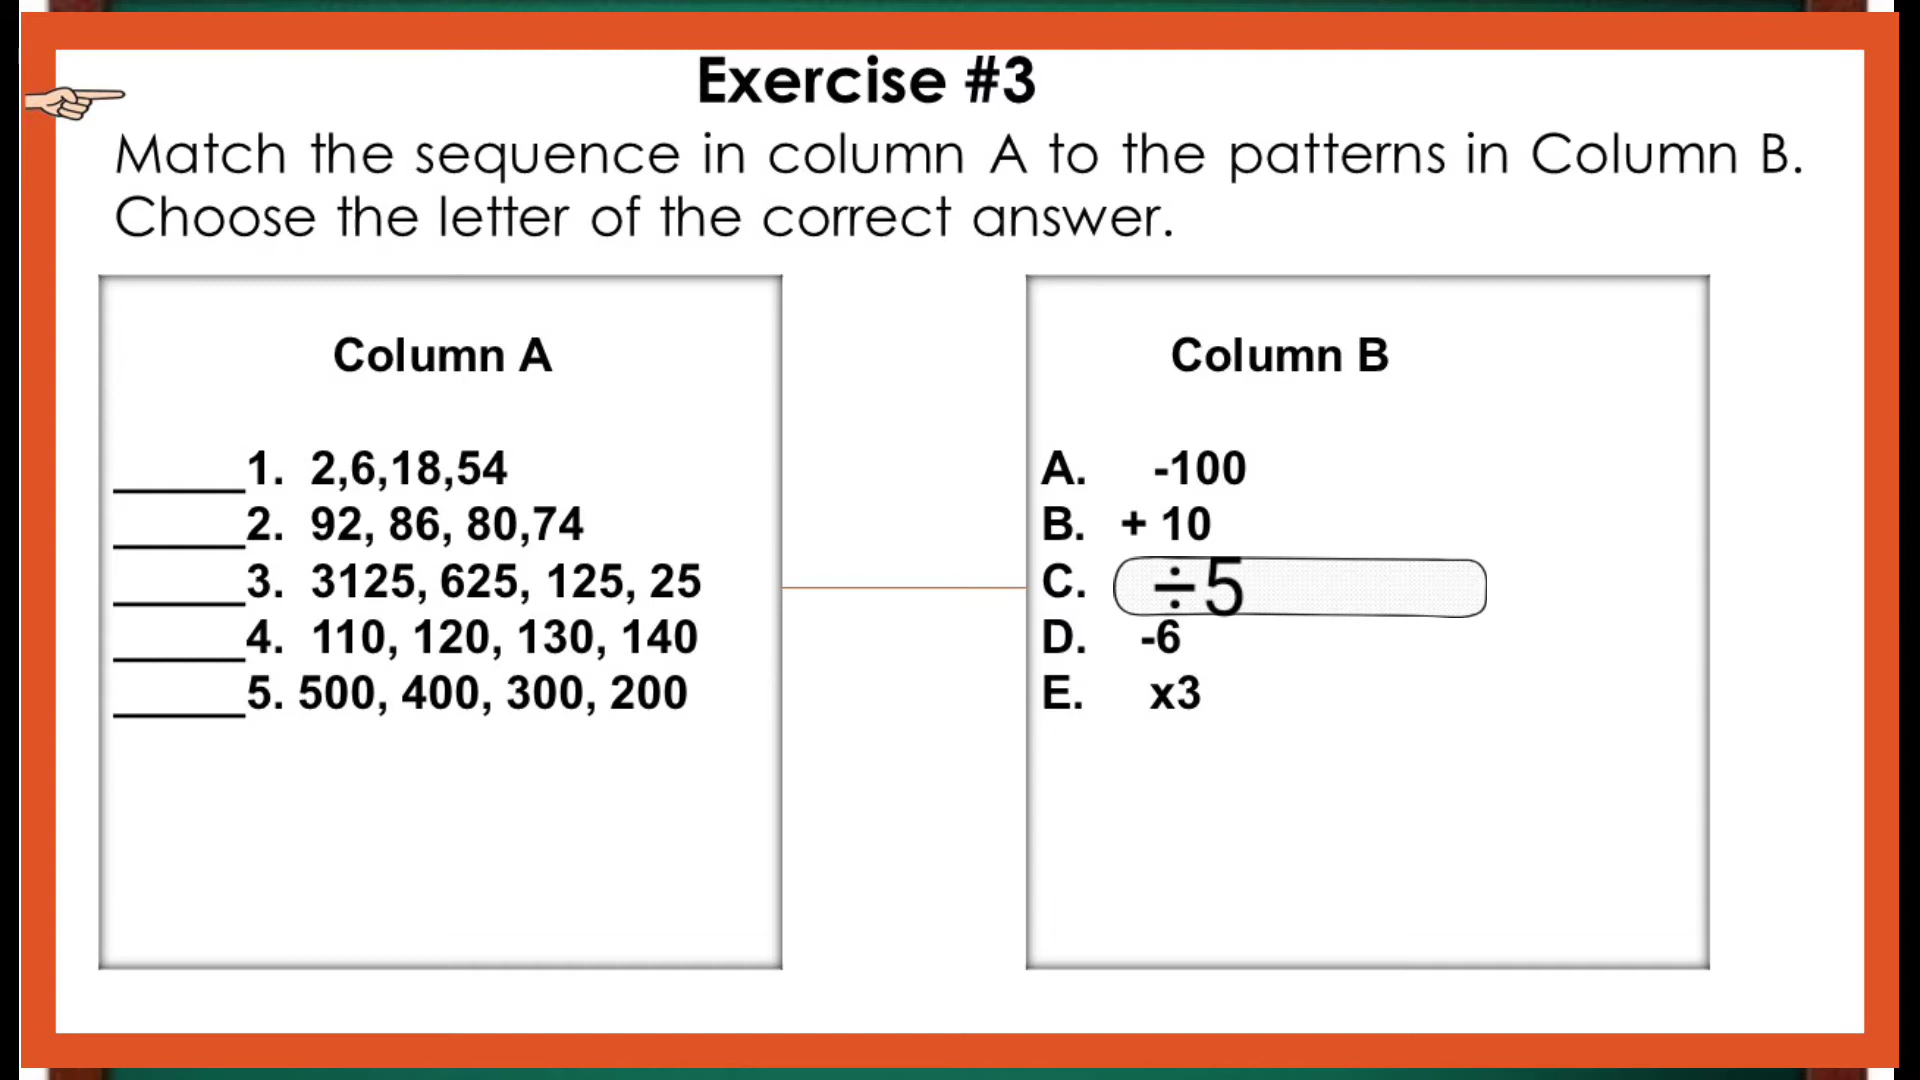 Exercise #3
Match the sequence in column A to the patterns in Column B.
Choose the letter of the correct answer.
Column A
______1. 2,6,18,54
______2. 92, 86, 80,74
______3. 3125, 625, 125, 25
______4. 110, 120, 130, 140
______5. 500, 400, 300, 200
Column B
A. -100
B. + 10
C. ÷5
D. -6
E. x3